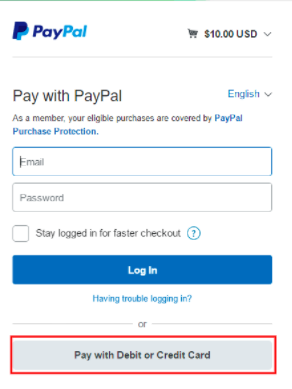 PayPal
$10.00 USD
Pay with PayPal
English
As a member, your eligible purchases are covered by PayPal
Purchase Protection.
Email
Password
Stay logged in for faster checkout ?
Log In
Having trouble logging in?
or
Pay with Debit or Credit Card